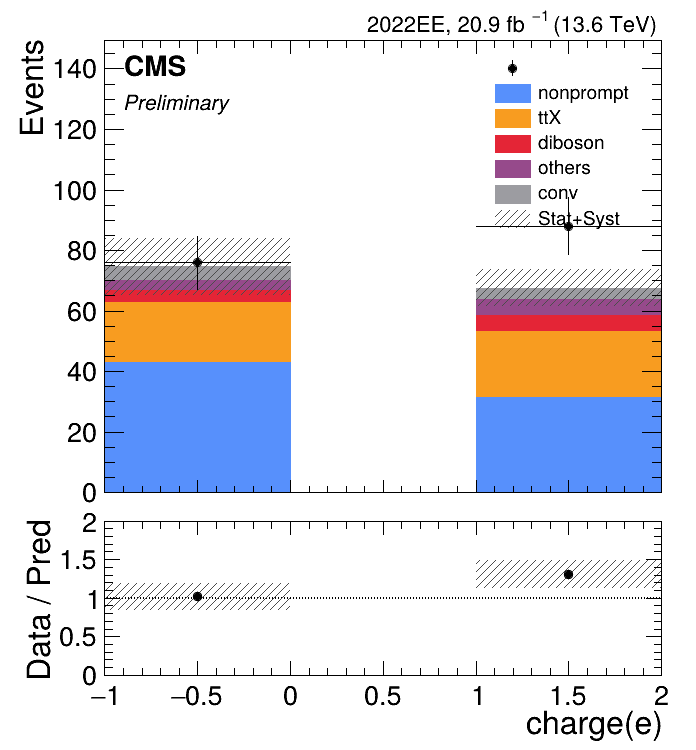 2022EE, 20.9 fb⁻¹ (13.6 TeV)
Events
CMS
Preliminary
nonprompt
ttX
diboson
others
conv
Stat+Syst
140
120
100
80
60
40
20
0
Data / Pred
2
1.5
1
0.5
0
−1 −0.5 0 0.5 1 1.5 2
charge(e)